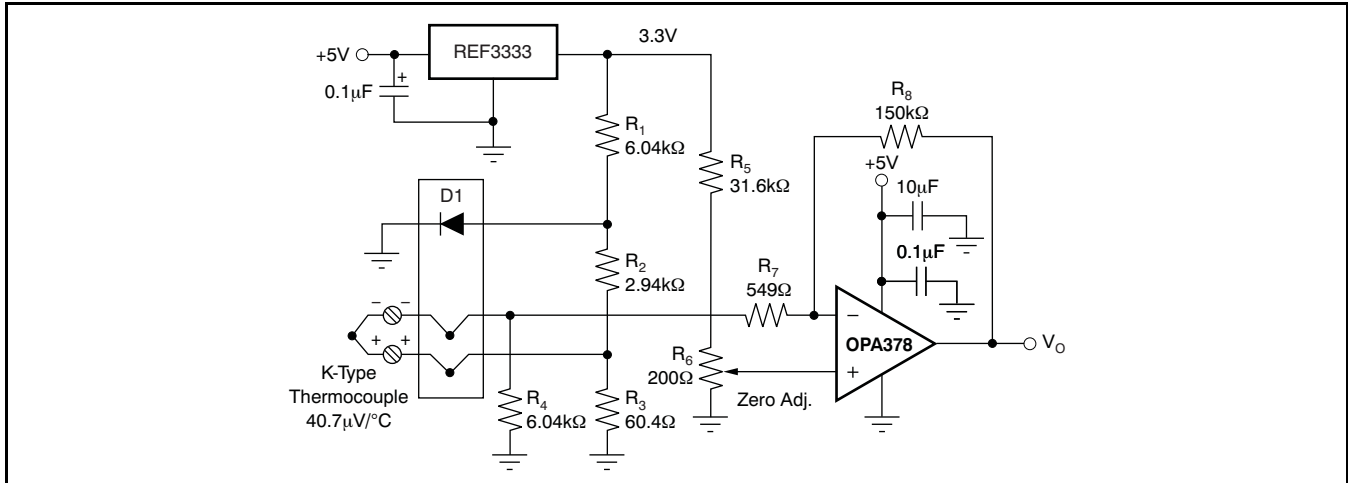 +5V
REF3333
3.3V
0.1μF
+
R1
6.04kΩ
R5
31.6kΩ
R8
150kΩ
+5V
10μF
0.1μF
D1
R2
2.94kΩ
R7
549Ω
− −
+ +
K-Type
Thermocouple
40.7μV/°C
R4
6.04kΩ
R3
60.4Ω
R6
200Ω
Zero Adj.
−
OPA378
+
VO